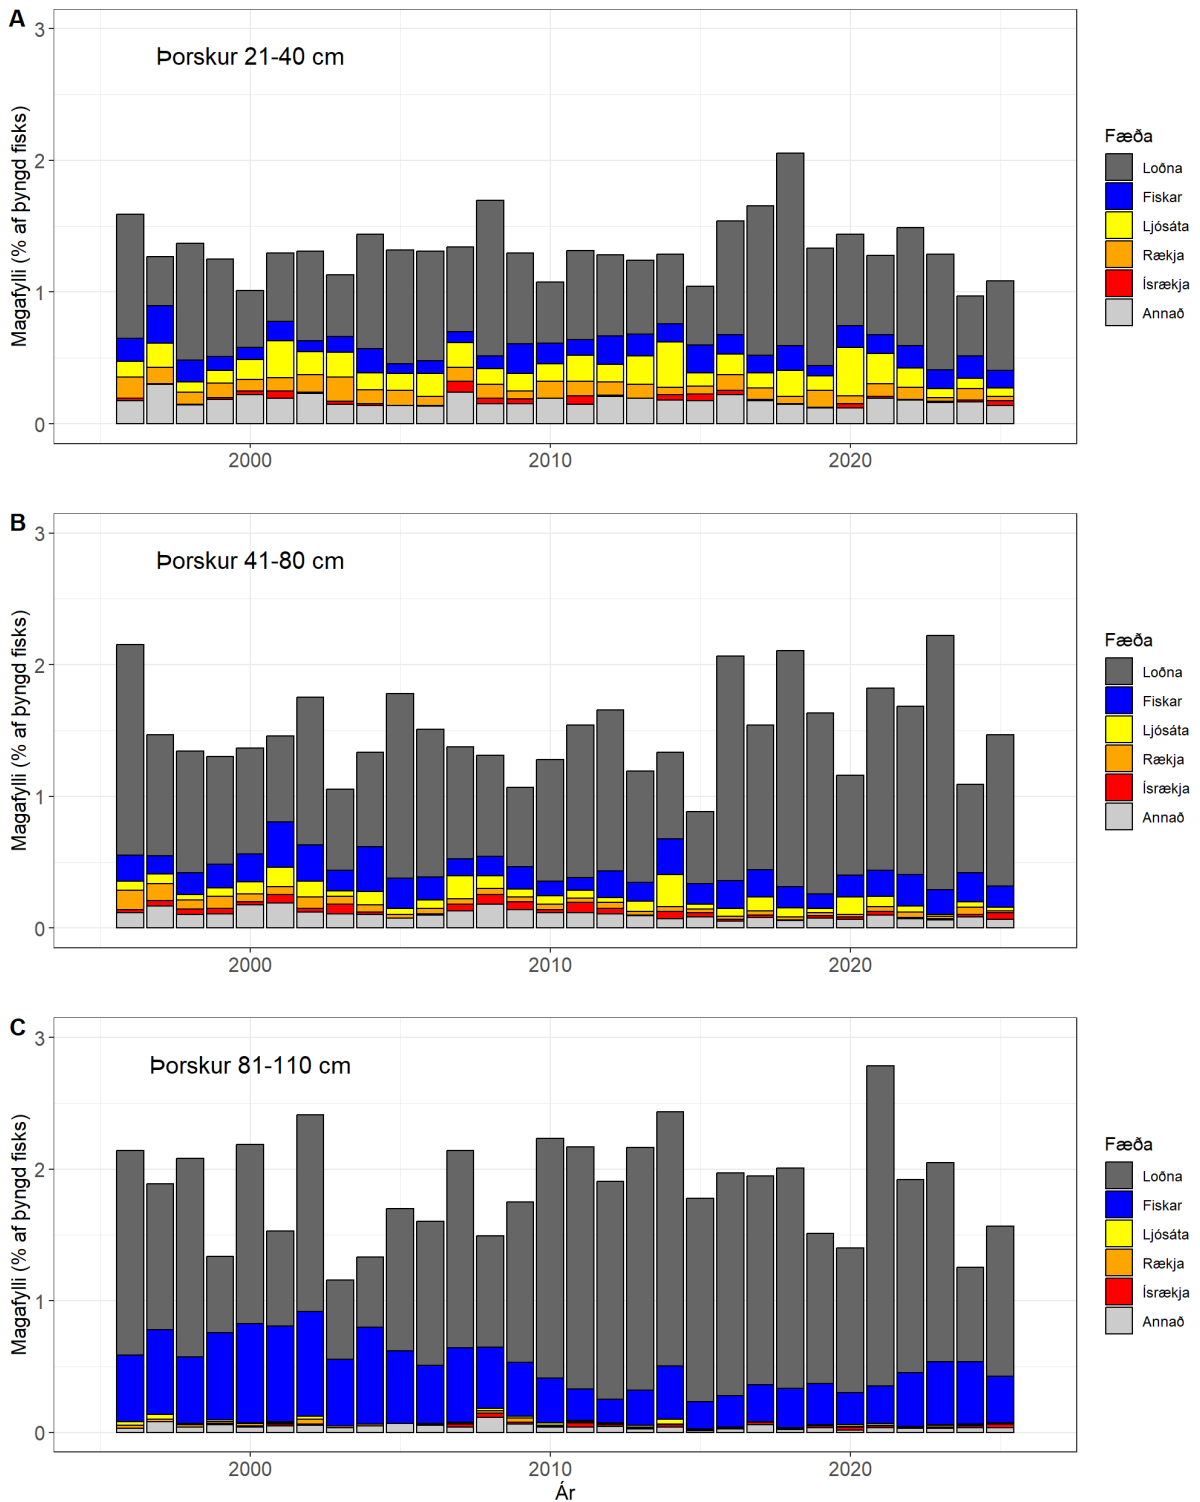 A
Þorskur 21-40 cm
Magafylli (% af þyngd fisks)
3
2
1
0
2000
2010
2020
Fæða
Loðna
Fiskar
Ljósáta
Rækja
Ísrækja
Annað
B
Þorskur 41-80 cm
Magafylli (% af þyngd fisks)
3
2
1
0
2000
2010
2020
Fæða
Loðna
Fiskar
Ljósáta
Rækja
Ísrækja
Annað
C
Þorskur 81-110 cm
Magafylli (% af þyngd fisks)
3
2
1
0
2000
2010
2020
Ár
Fæða
Loðna
Fiskar
Ljósáta
Rækja
Ísrækja
Annað